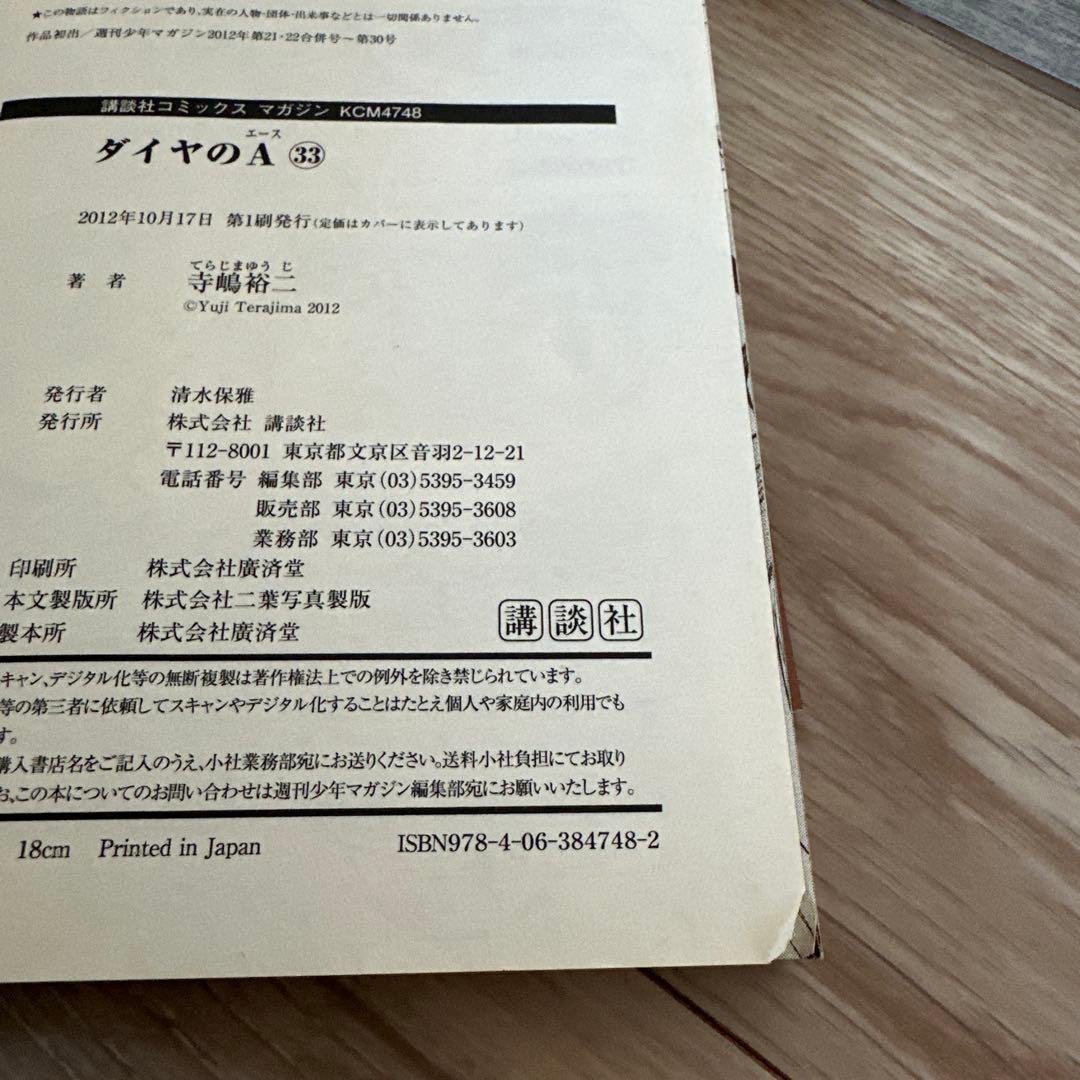 ★この物語はフィクションであり、実在の人物・団体・出来事などとは一切関係ありません。
作品初出/週刊少年マガジン2012年第21・22合併号～第30号
講談社コミックス マガジン KCM4748
エース
ダイヤのA ㉝
2012年10月17日 第1刷発行(定価はカバーに表示してあります)
てらじまゆうじ
著者 寺嶋裕二
©Yuji Terajima 2012
発行者 清水保雅
発行所 株式会社 講談社
〒112-8001 東京都文京区音羽2-12-21
電話番号 編集部 東京(03)5395-3459
販売部 東京(03)5395-3608
業務部 東京(03)5395-3603
印刷所 株式会社廣済堂
本文製版所 株式会社二葉写真製版
製本所 株式会社廣済堂
講談社
キャン、デジタル化等の無断複製は著作権法上での例外を除き禁じられています。
等の第三者に依頼してスキャンやデジタル化することはたとえ個人や家庭内の利用でも
す。
購入書店名をご記入のうえ、小社業務部宛にお送りください。送料小社負担にてお取り
お、この本についてのお問い合わせは週刊少年マガジン編集部宛にお願いいたします。
18cm Printed in Japan ISBN978-4-06-384748-2